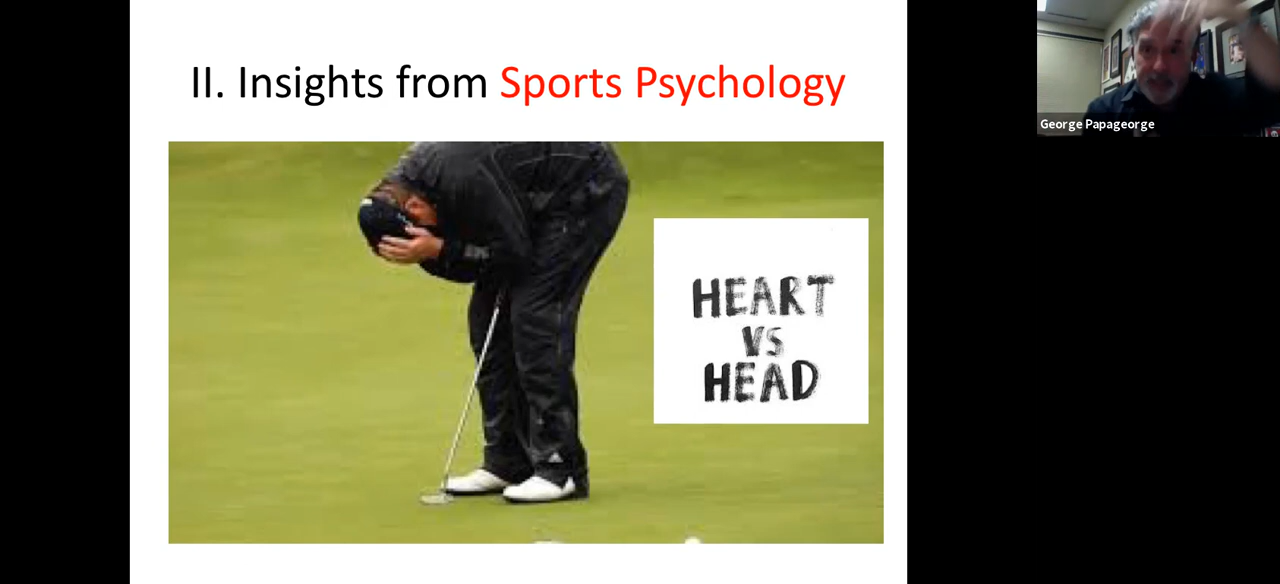 II. Insights from Sports Psychology
HEART
VS
HEAD
George Papageorge